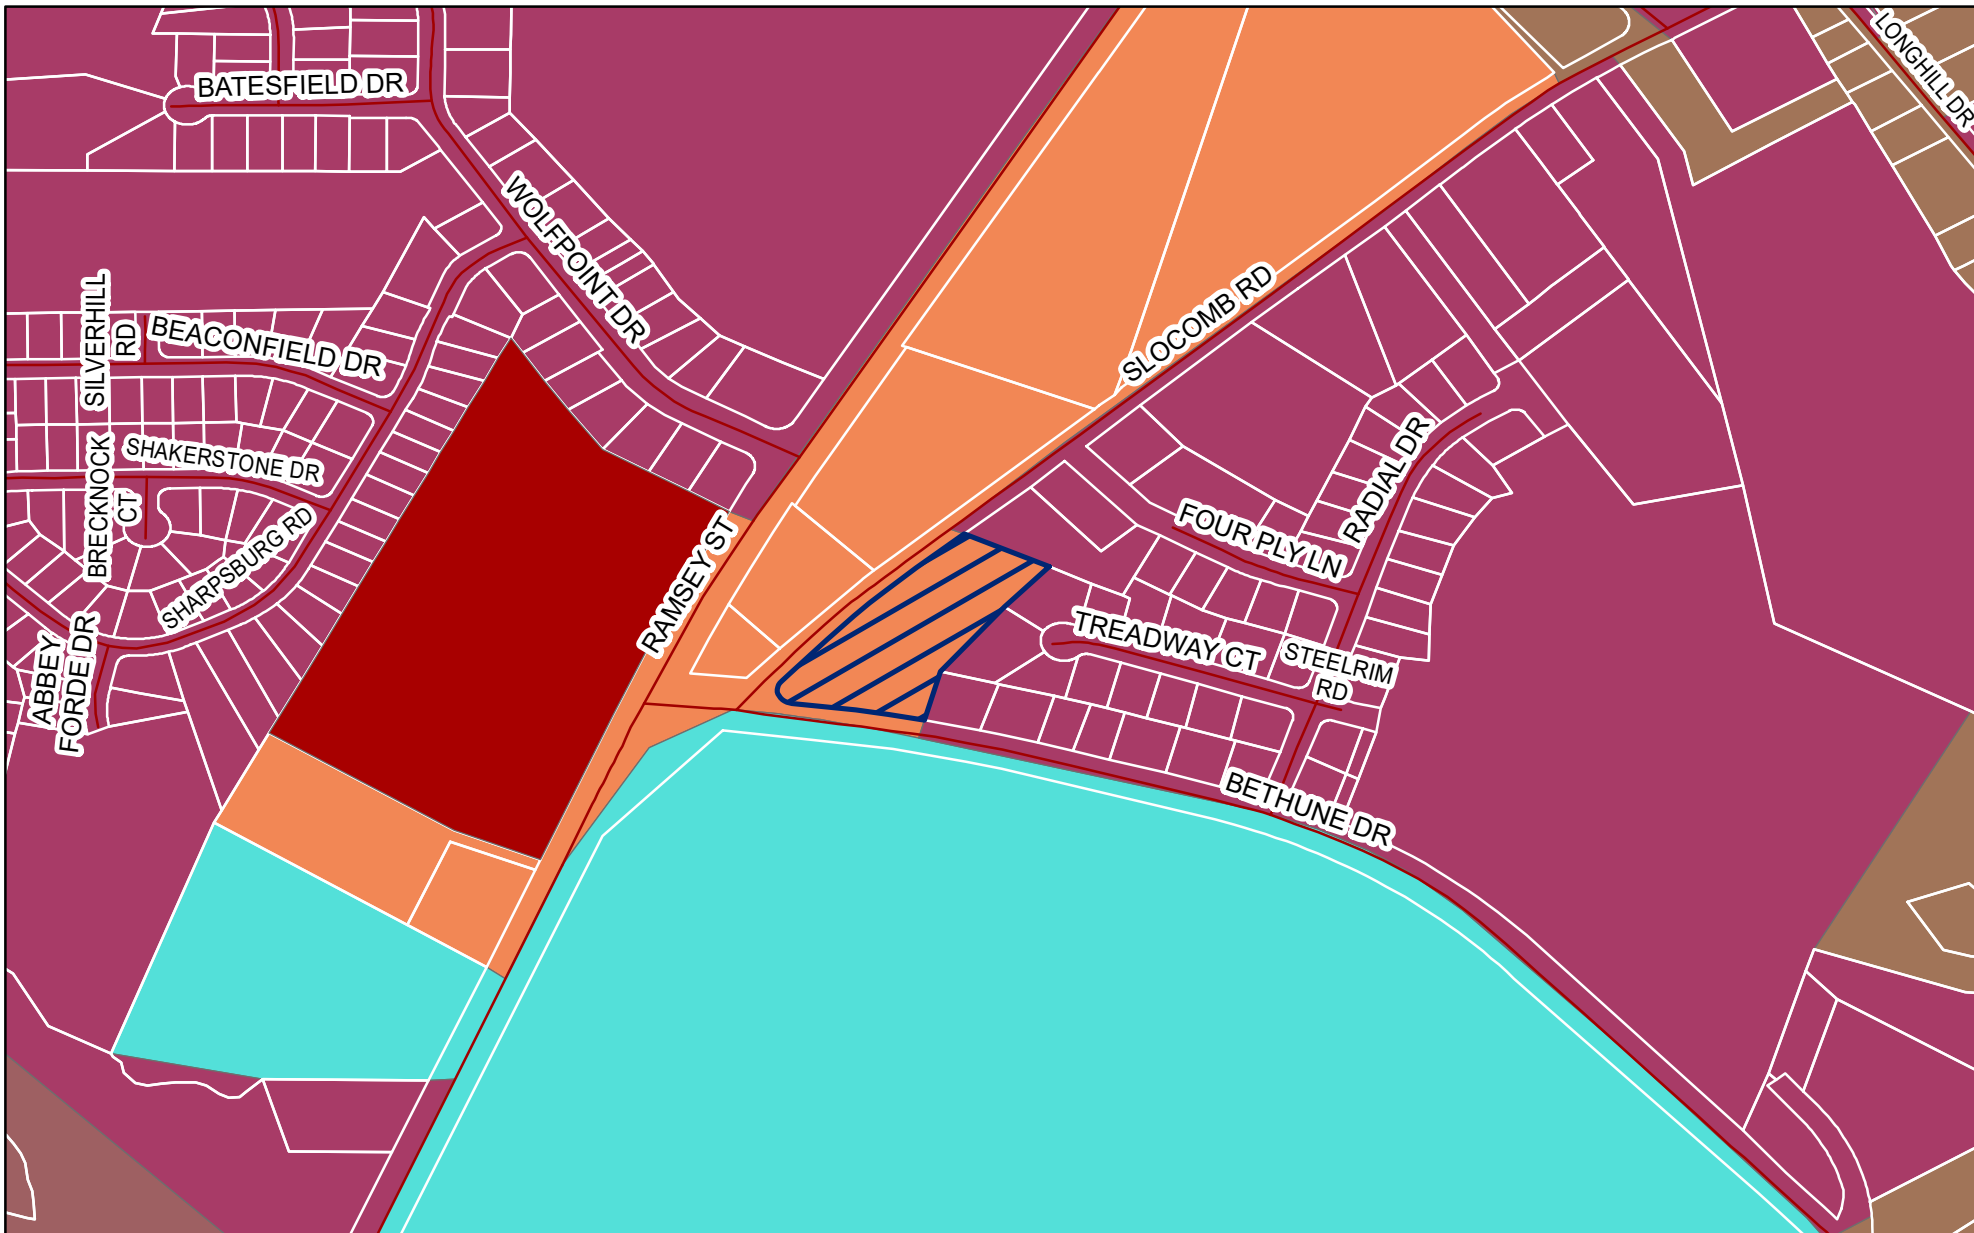 BATESFIELD DR
LONGHILL DR
WOLFPOINT DR
SILVERHILL
RD
BEACONFIELD DR
SLOCOMB RD
BRECKNOCK
CT
SHAKERSTONE DR
SHARPSBURG RD
RADIAL DR
FOUR PLY LN
RAMSEY ST
ABBEY
FORDE DR
TREADWAY CT
STEELRIM
RD
BETHUNE DR